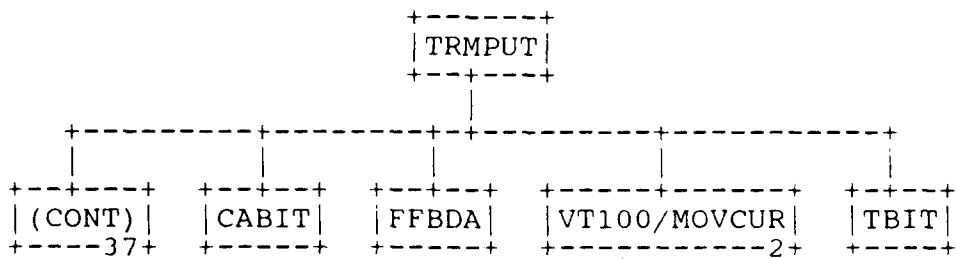 TRMPUT
(CONT) CABIT FFBDA VT100/MOVCUR TBIT
37 2